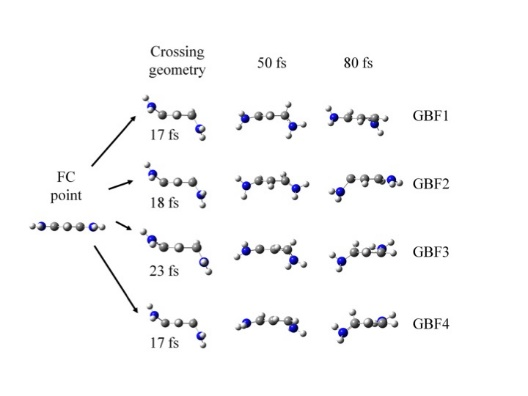 Crossing
geometry
50 fs
80 fs
17 fs
GBF1
FC
point
18 fs
GBF2
23 fs
GBF3
17 fs
GBF4